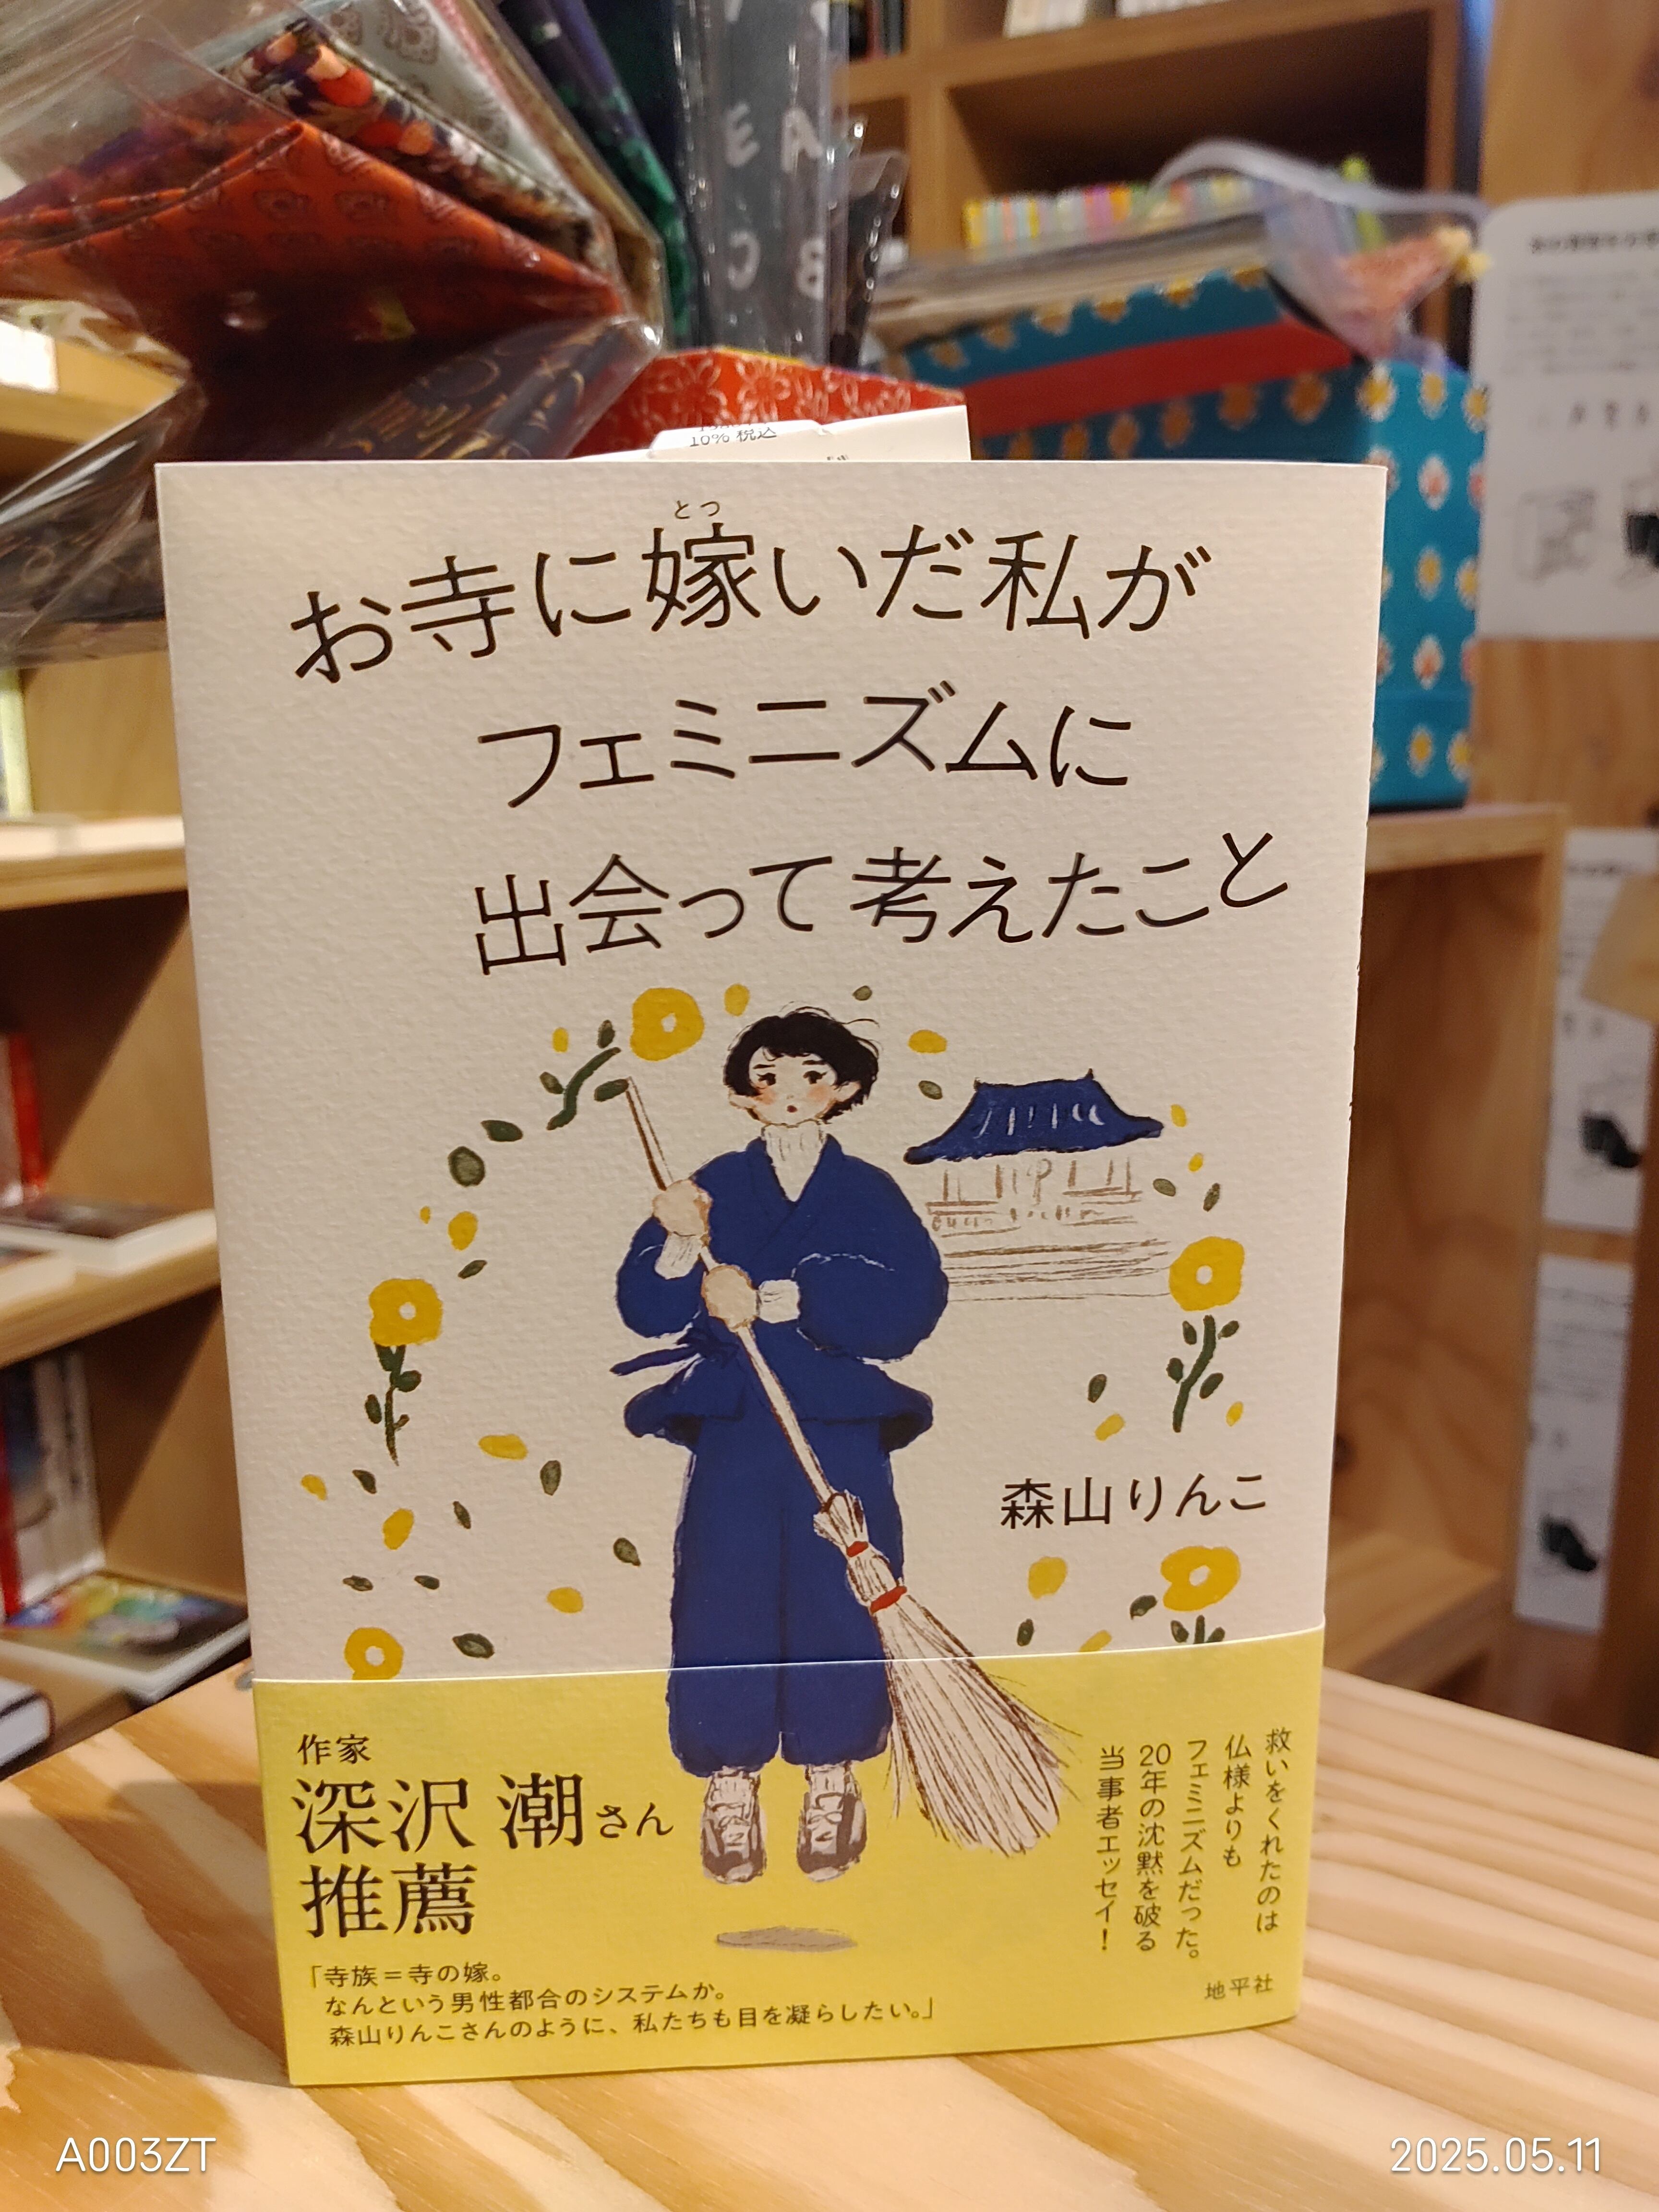 E A
10% 税込
とつ
お寺に嫁いだ私が
フェミニズムに
出会って考えたこと
森山りんこ
作家
深沢 潮さん
推薦
「寺族＝寺の嫁。
なんという男性都合のシステムか。
森山りんこさんのように、私たちも目を凝らしたい。」
救いをくれたのは
仏様よりも
フェミニズムだった。
20年の沈黙を破る
当事者エッセイ！
地平社
A003ZT
2025.05.11